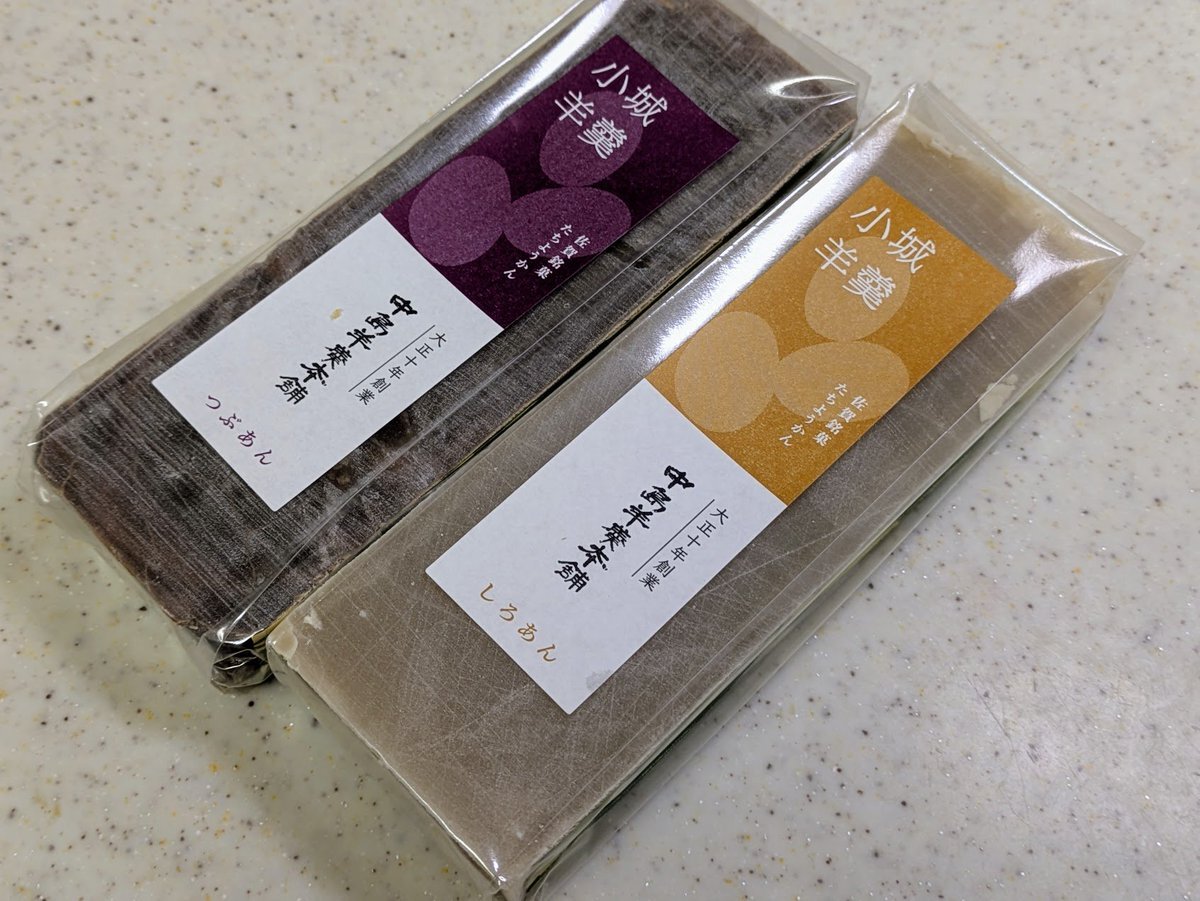 小城
羊羹
佐賀銘菓
たちようかん
大正十年創業
中島羊羹本舗
つぶあん
小城
羊羹
佐賀銘菓
たちようかん
大正十年創業
中島羊羹本舗
しろあん